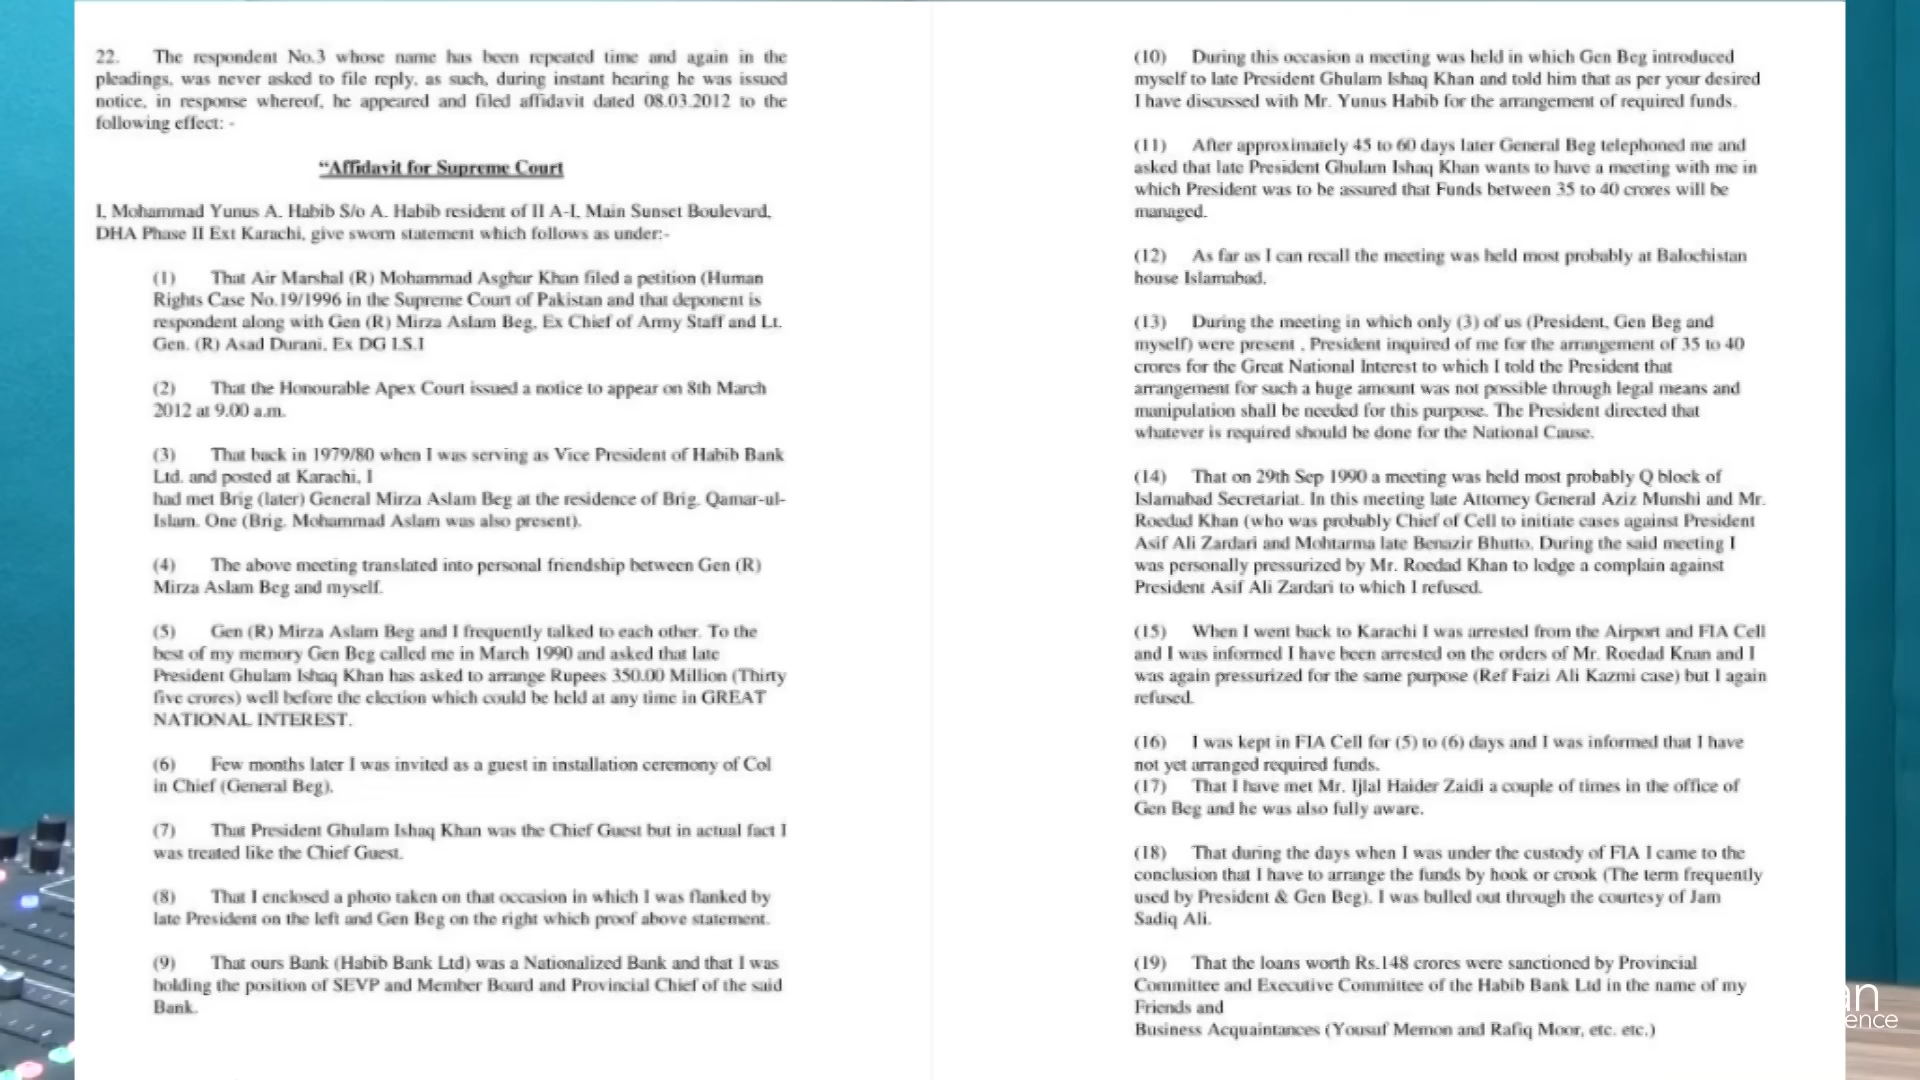 22. The respondent No.3 whose name has been repeated time and again in the
pleadings, was never asked to file reply, as such, during instant hearing he was issued
notice, in response whereof, he appeared and filed affidavit dated 08.03.2012 to the
following effect: -
“Affidavit for Supreme Court
I, Mohammad Yunus A. Habib S/o A. Habib resident of II A-I, Main Sunset Boulevard,
DHA Phase II Ext Karachi, give sworn statement which follows as under:-
(1) That Air Marshal (R) Mohammad Asghar Khan filed a petition (Human
Rights Case No.19/1996 in the Supreme Court of Pakistan and that deponent is
respondent along with Gen (R) Mirza Aslam Beg, Ex Chief of Army Staff and Lt.
Gen. (R) Asad Durani, Ex DG I.S.I
(2) That the Honourable Apex Court issued a notice to appear on 8th March
2012 at 9.00 a.m.
(3) That back in 1979/80 when I was serving as Vice President of Habib Bank
Ltd. and posted at Karachi, I
had met Brig (later) General Mirza Aslam Beg at the residence of Brig. Qamar-ul-
Islam. One (Brig. Mohammad Aslam was also present).
(4) The above meeting translated into personal friendship between Gen (R)
Mirza Aslam Beg and myself.
(5) Gen (R) Mirza Aslam Beg and I frequently talked to each other. To the
best of my memory Gen Beg called me in March 1990 and asked that late
President Ghulam Ishaq Khan has asked to arrange Rupees 350.00 Million (Thirty
five crores) well before the election which could be held at any time in GREAT
NATIONAL INTEREST.
(6) Few months later I was invited as a guest in installation ceremony of Col
in Chief (General Beg).
(7) That President Ghulam Ishaq Khan was the Chief Guest but in actual fact I
was treated like the Chief Guest.
(8) That I enclosed a photo taken on that occasion in which I was flanked by
late President on the left and Gen Beg on the right which proof above statement.
(9) That ours Bank (Habib Bank Ltd) was a Nationalized Bank and that I was
holding the position of SEVP and Member Board and Provincial Chief of the said
Bank.
(10) During this occasion a meeting was held in which Gen Beg introduced
myself to late President Ghulam Ishaq Khan and told him that as per your desired
I have discussed with Mr. Yunus Habib for the arrangement of required funds.
(11) After approximately 45 to 60 days later General Beg telephoned me and
asked that late President Ghulam Ishaq Khan wants to have a meeting with me in
which President was to be assured that Funds between 35 to 40 crores will be
managed.
(12) As far as I can recall the meeting was held most probably at Balochistan
house Islamabad.
(13) During the meeting in which only (3) of us (President, Gen Beg and
myself) were present . President inquired of me for the arrangement of 35 to 40
crores for the Great National Interest to which I told the President that
arrangement for such a huge amount was not possible through legal means and
manipulation shall be needed for this purpose. The President directed that
whatever is required should be done for the National Cause.
(14) That on 29th Sep 1990 a meeting was held most probably Q block of
Islamabad Secretariat. In this meeting late Attorney General Aziz Munshi and Mr.
Roedad Khan (who was probably Chief of Cell to initiate cases against President
Asif Ali Zardari and Mohtarma late Benazir Bhutto. During the said meeting I
was personally pressurized by Mr. Roedad Khan to lodge a complain against
President Asif Ali Zardari to which I refused.
(15) When I went back to Karachi I was arrested from the Airport and FIA Cell
and I was informed I have been arrested on the orders of Mr. Roedad Knan and I
was again pressurized for the same purpose (Ref Faizi Ali Kazmi case) but I again
refused.
(16) I was kept in FIA Cell for (5) to (6) days and I was informed that I have
not yet arranged required funds.
(17) That I have met Mr. Ijlal Haider Zaidi a couple of times in the office of
Gen Beg and he was also fully aware.
(18) That during the days when I was under the custody of FIA I came to the
conclusion that I have to arrange the funds by hook or crook (The term frequently
used by President & Gen Beg). I was bulled out through the courtesy of Jam
Sadiq Ali.
(19) That the loans worth Rs.148 crores were sanctioned by Provincial
Committee and Executive Committee of the Habib Bank Ltd in the name of my
Friends and
Business Acquaintances (Yousuf Memon and Rafiq Moor, etc. etc.)
an
ence